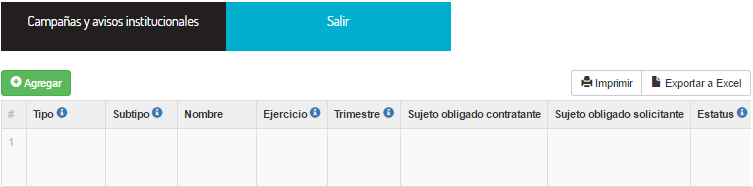 Campañas y avisos institucionales Salir
Agregar Imprimir Exportar a Excel
# Tipo Subtipo Nombre Ejercicio Trimestre Sujeto obligado contratante Sujeto obligado solicitante Estatus
1